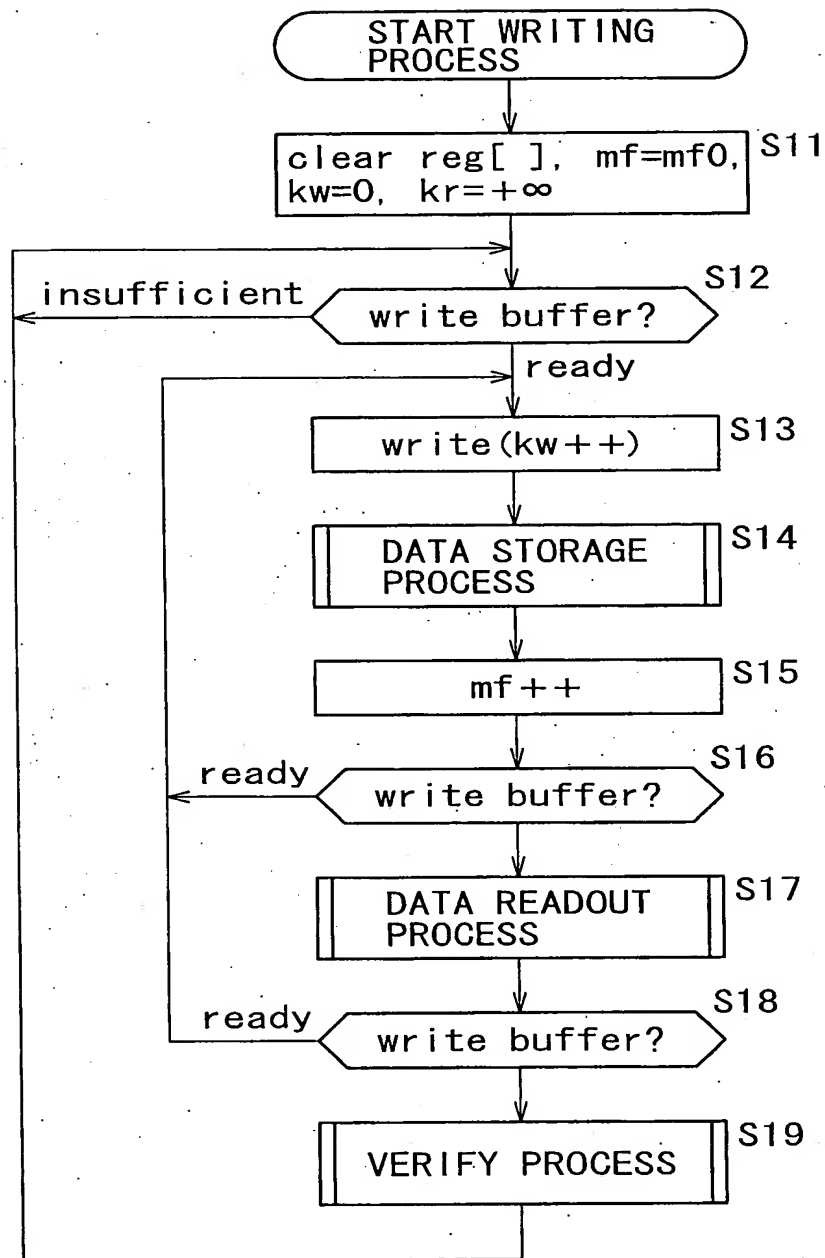 START WRITING
PROCESS
clear reg[ ], mf=mf0,
kw=0, kr=+∞
S11
insufficient
S12
write buffer?
ready
write(kw++)
S13
DATA STORAGE
PROCESS
S14
mf++
S15
ready
S16
write buffer?
DATA READOUT
PROCESS
S17
ready
S18
write buffer?
VERIFY PROCESS
S19